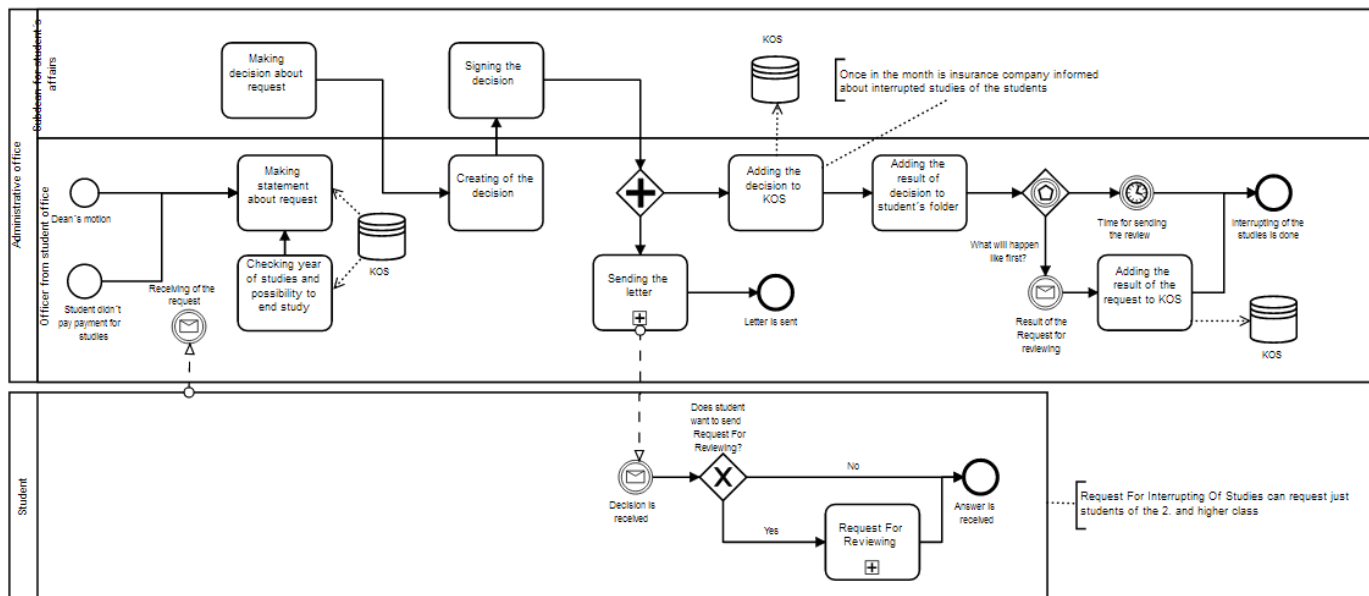 Administrative office
Subdean for student´s
affairs
Making
decision about
request
Signing the
decision
KOS
Once in the month is insurance company informed
about interrupted studies of the students
Officer from student office
Dean´s motion
Student didn´t
pay payment for
studies
Receiving of the
request
Making
statement
about request
Checking year
of studies and
possibility to
end study
KOS
Creating of the
decision
Sending the
letter
Letter is sent
Adding the
decision to
KOS
Adding the
result of
decision to
student´s folder
What will happen
like first?
Time for sending
the review
Interrupting of the
studies is done
Result of the
Request for
reviewing
Adding the
result of the
request to KOS
KOS
Student
Decision is
received
Does student
want to send
Request For
Reviewing?
No
Yes
Request For
Reviewing
Answer is
received
Request For Interrupting Of Studies can request just
students of the 2. and higher class